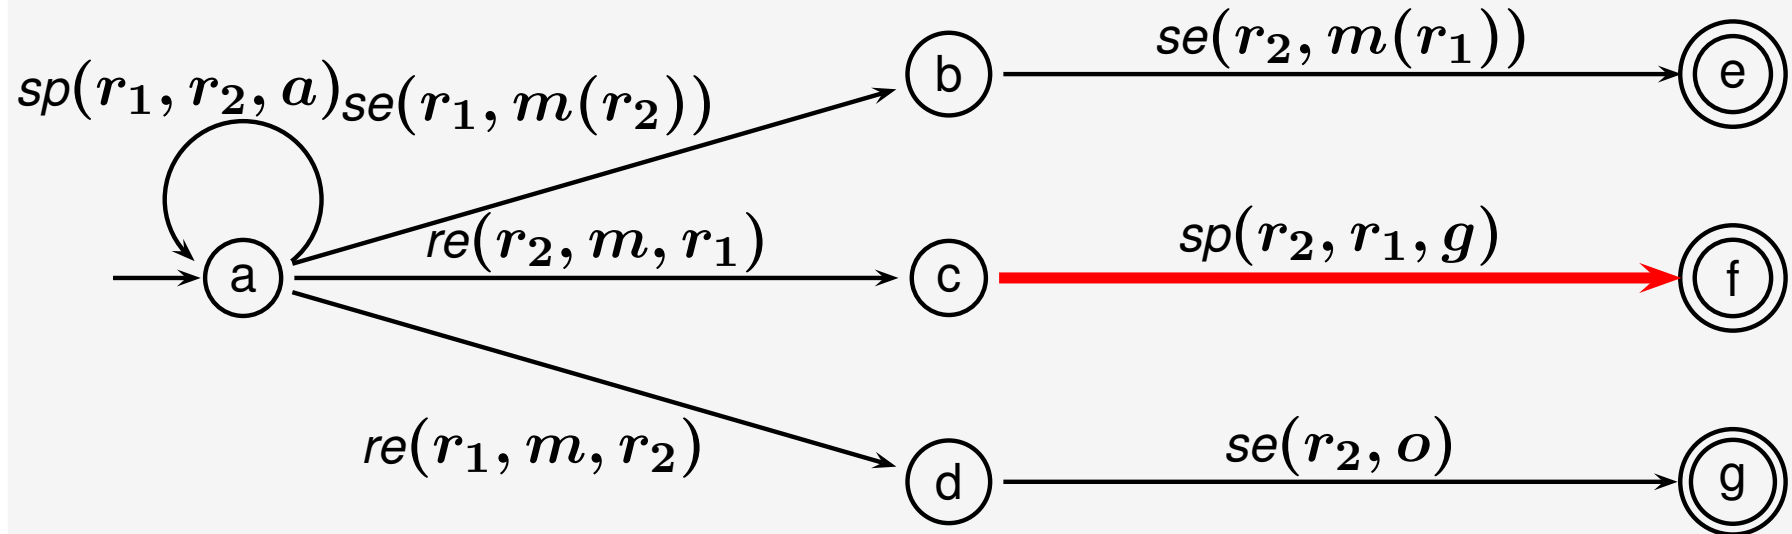 b se(r₂, m(r₁)) e
sp(r₁, r₂, a) se(r₁, m(r₂))
a re(r₂, m, r₁) c sp(r₂, r₁, g) f
re(r₁, m, r₂) d se(r₂, o) g